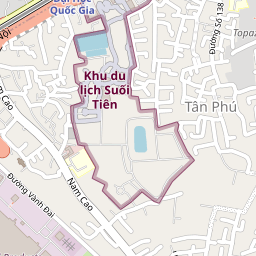 Quốc Gia
Khu du
lịch Suối
Tiên
Tân Phú
Đường Số 138
Topaz
Nội
Nam Cao
Nam Cao
Đường Vành Đai